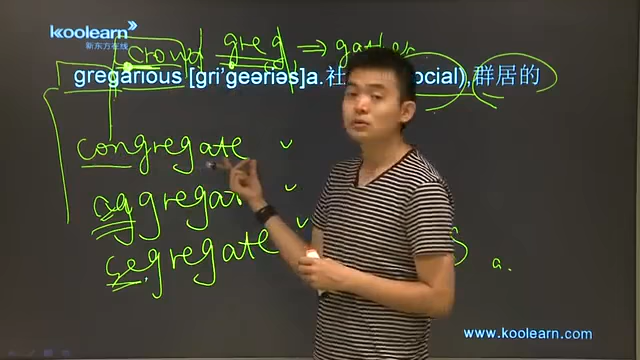 koolearn
新东方在线
crowd greg ⇒ gather
gregarious [gri'geəriəs]a.社 ocial),群居的
congregate v
aggrega v
segregate v
s a.
www.koolearn.com